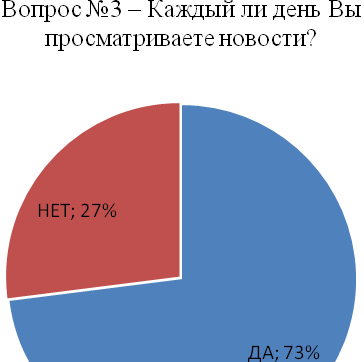 Вопрос №3 – Каждый ли день Вы
просматриваете новости?
НЕТ; 27%
ДА; 73%